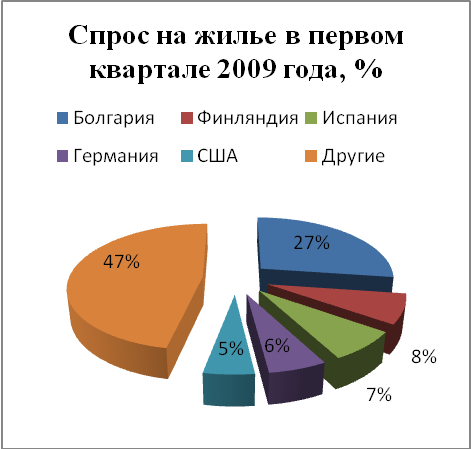 Спрос на жилье в первом
квартале 2009 года, %
Болгария Финляндия Испания
Германия США Другие
47%
27%
8%
7%
6%
5%